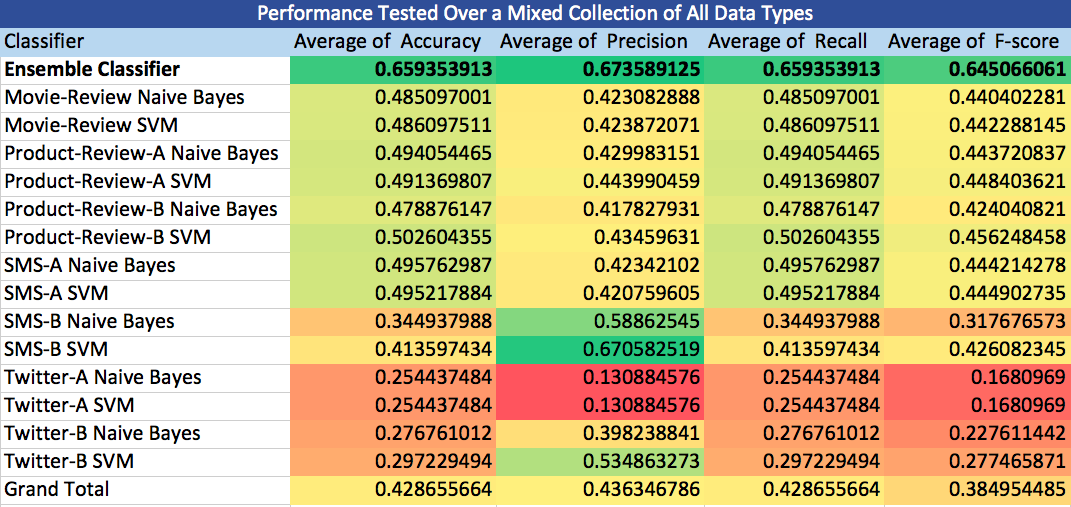 Performance Tested Over a Mixed Collection of All Data Types
Classifier Average of Accuracy Average of Precision Average of Recall Average of F-score
Ensemble Classifier 0.659353913 0.673589125 0.659353913 0.645066061
Movie-Review Naive Bayes 0.485097001 0.423082888 0.485097001 0.440402281
Movie-Review SVM 0.486097511 0.423872071 0.486097511 0.442288145
Product-Review-A Naive Bayes 0.494054465 0.429983151 0.494054465 0.443720837
Product-Review-A SVM 0.491369807 0.443990459 0.491369807 0.448403621
Product-Review-B Naive Bayes 0.478876147 0.417827931 0.478876147 0.424040821
Product-Review-B SVM 0.502604355 0.43459631 0.502604355 0.456248458
SMS-A Naive Bayes 0.495762987 0.42342102 0.495762987 0.444214278
SMS-A SVM 0.495217884 0.420759605 0.495217884 0.444902735
SMS-B Naive Bayes 0.344937988 0.58862545 0.344937988 0.317676573
SMS-B SVM 0.413597434 0.670582519 0.413597434 0.426082345
Twitter-A Naive Bayes 0.254437484 0.130884576 0.254437484 0.1680969
Twitter-A SVM 0.254437484 0.130884576 0.254437484 0.1680969
Twitter-B Naive Bayes 0.276761012 0.398238841 0.276761012 0.227611442
Twitter-B SVM 0.297229494 0.534863273 0.297229494 0.277465871
Grand Total 0.428655664 0.436346786 0.428655664 0.384954485